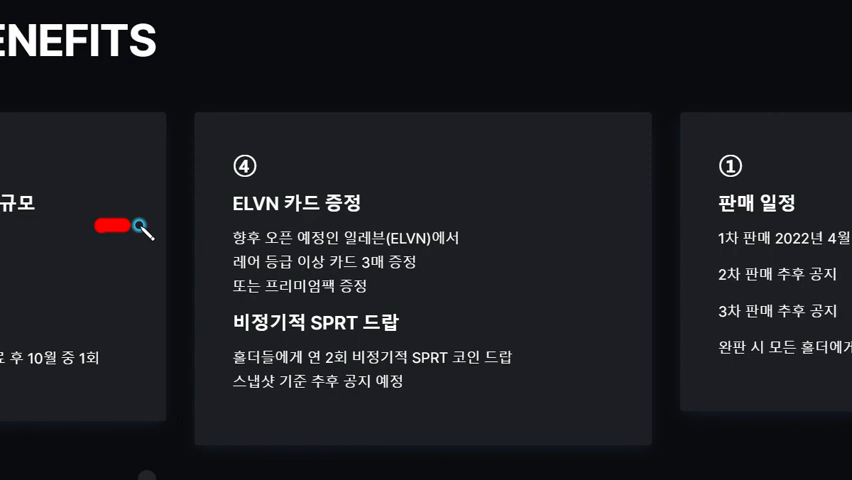 ENEFITS
규모
후 10월 중 1회
④
ELVN 카드 증정
향후 오픈 예정인 일레븐(ELVN)에서
레어 등급 이상 카드 3매 증정
또는 프리미엄팩 증정
비정기적 SPRT 드랍
홀더들에게 연 2회 비정기적 SPRT 코인 드랍
스냅샷 기준 추후 공지 예정
①
판매 일정
1차 판매 2022년 4월
2차 판매 추후 공지
3차 판매 추후 공지
완판 시 모든 홀더에게